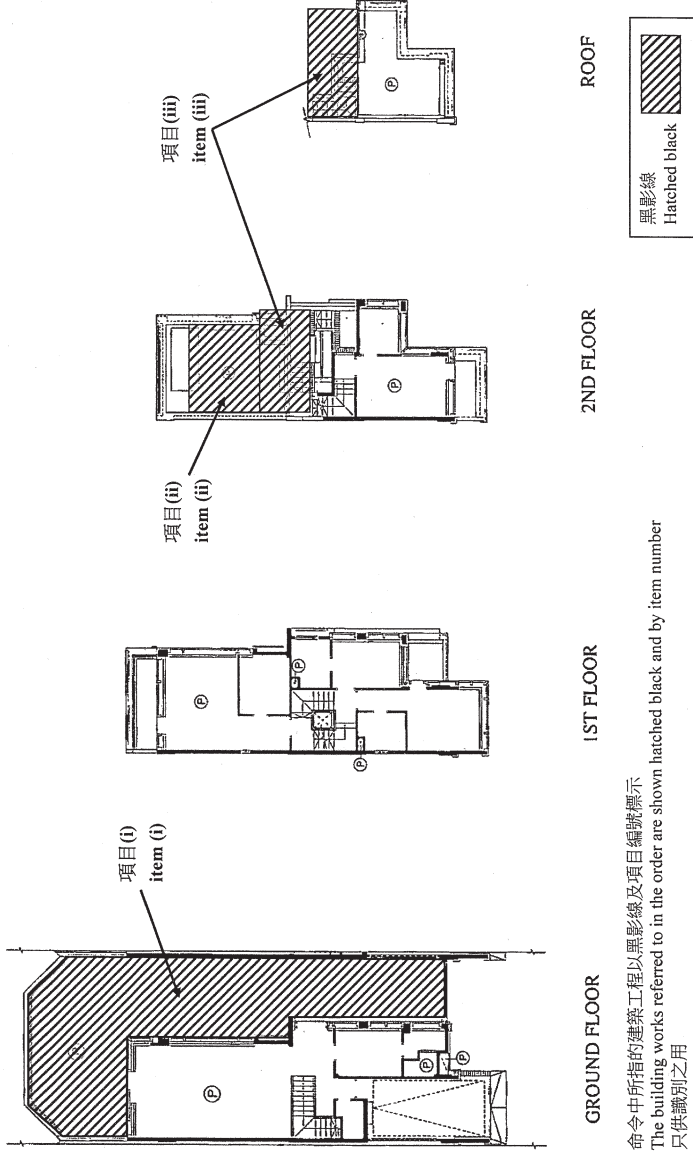 項目(i)
item (i)
項目(ii)
item (ii)
項目(iii)
item (iii)
GROUND FLOOR
1ST FLOOR
2ND FLOOR
ROOF
P
P
P
P
P
P
P
P
命令中所指的建築工程以黑影線及項目編號標示
The building works referred to in the order are shown hatched black and by item number
只供識別之用
黑影線
Hatched black